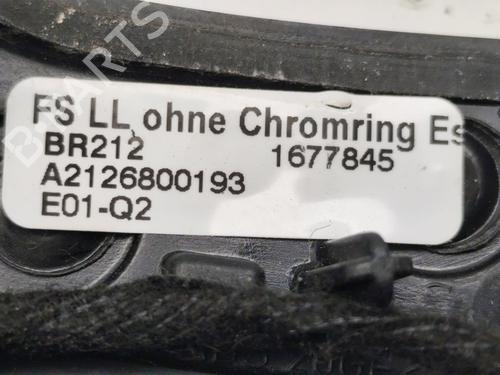 FS LL ohne Chromring Es
BR212 1677845
A2126800193
E01-Q2